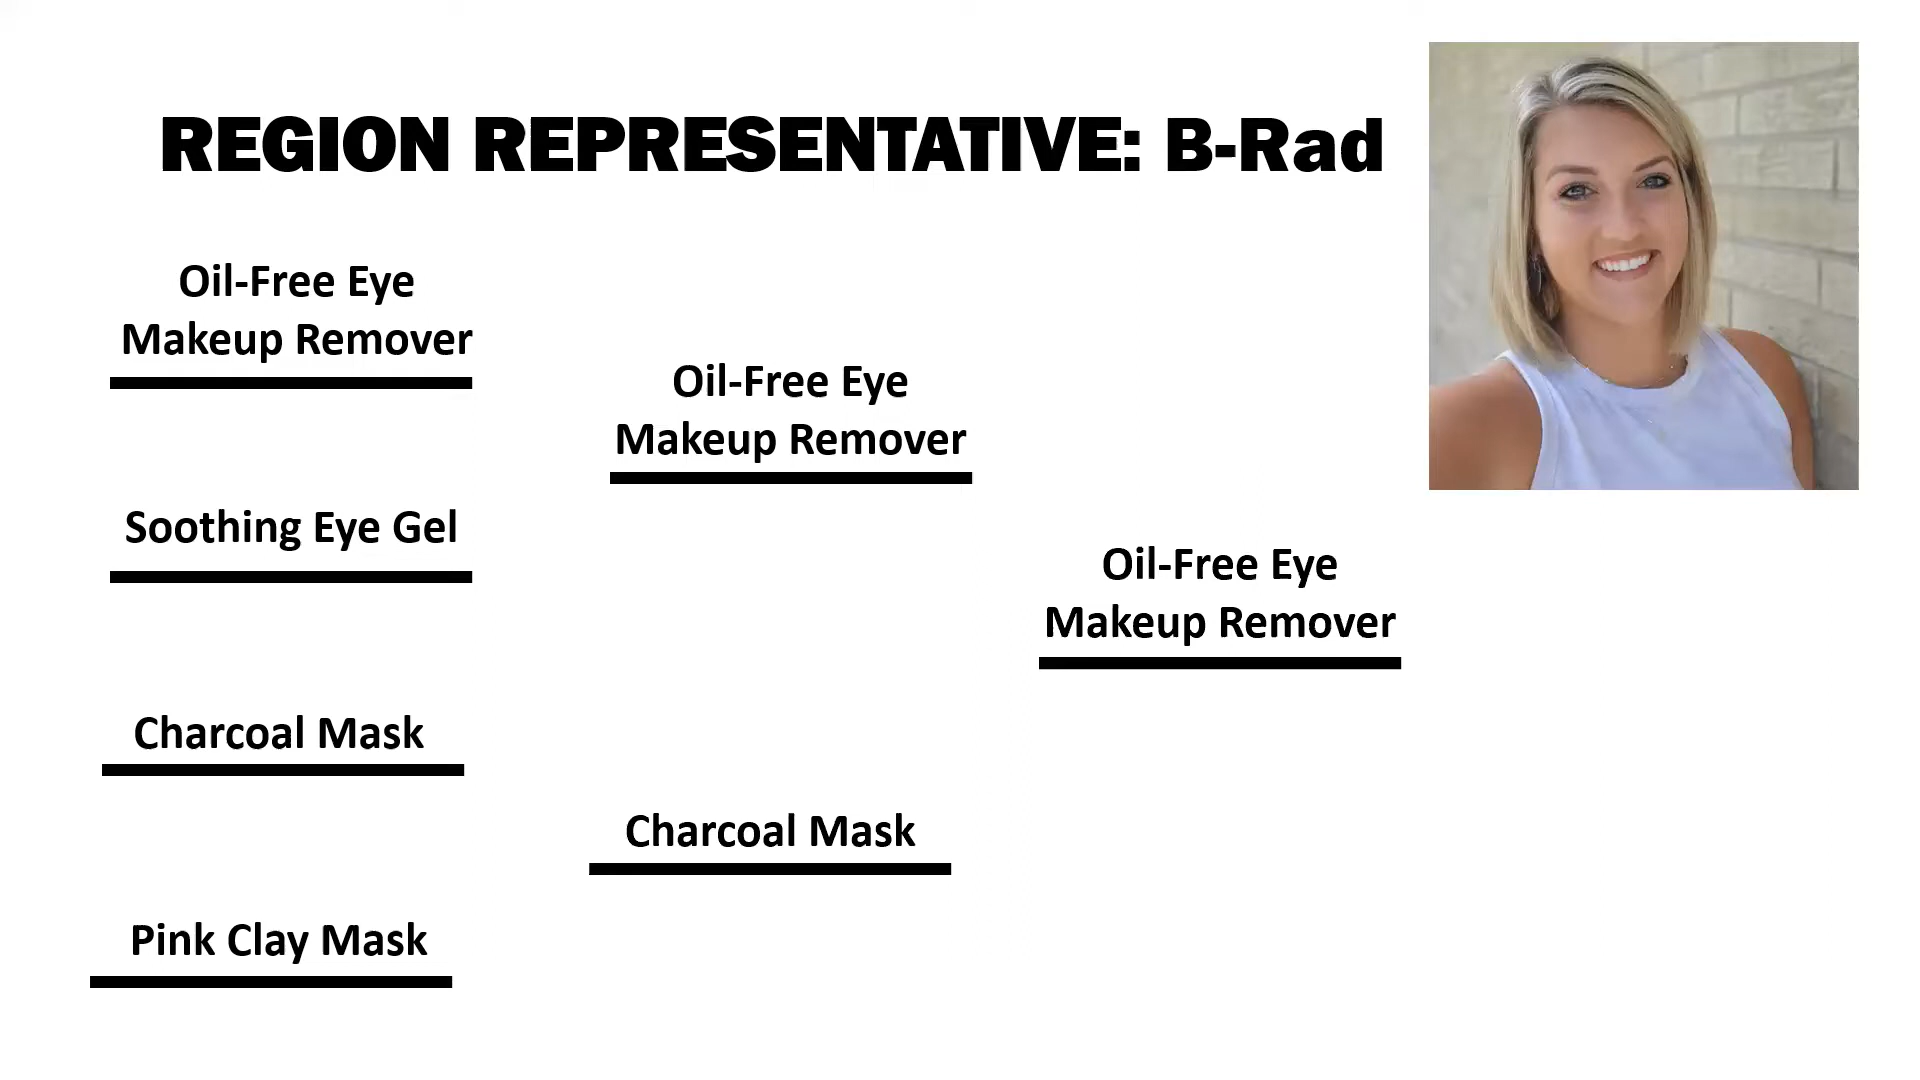 REGION REPRESENTATIVE: B-Rad
Oil-Free Eye
Makeup Remover
Oil-Free Eye
Makeup Remover
Soothing Eye Gel
Oil-Free Eye
Makeup Remover
Charcoal Mask
Charcoal Mask
Pink Clay Mask